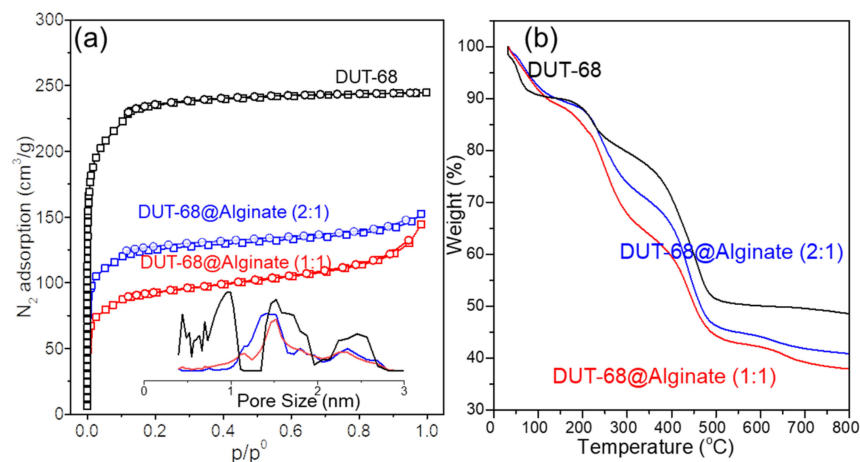 (a)
DUT-68
DUT-68@Alginate (2:1)
DUT-68@Alginate (1:1)
N2 adsorption (cm³/g)
300
250
200
150
100
50
0
0.0 0.2 0.4 0.6 0.8 1.0
p/p⁰
0 1 2 3
Pore Size (nm)
(b)
DUT-68
DUT-68@Alginate (2:1)
DUT-68@Alginate (1:1)
Weight (%)
100
90
80
70
60
50
40
30
0 100 200 300 400 500 600 700 800
Temperature (°C)